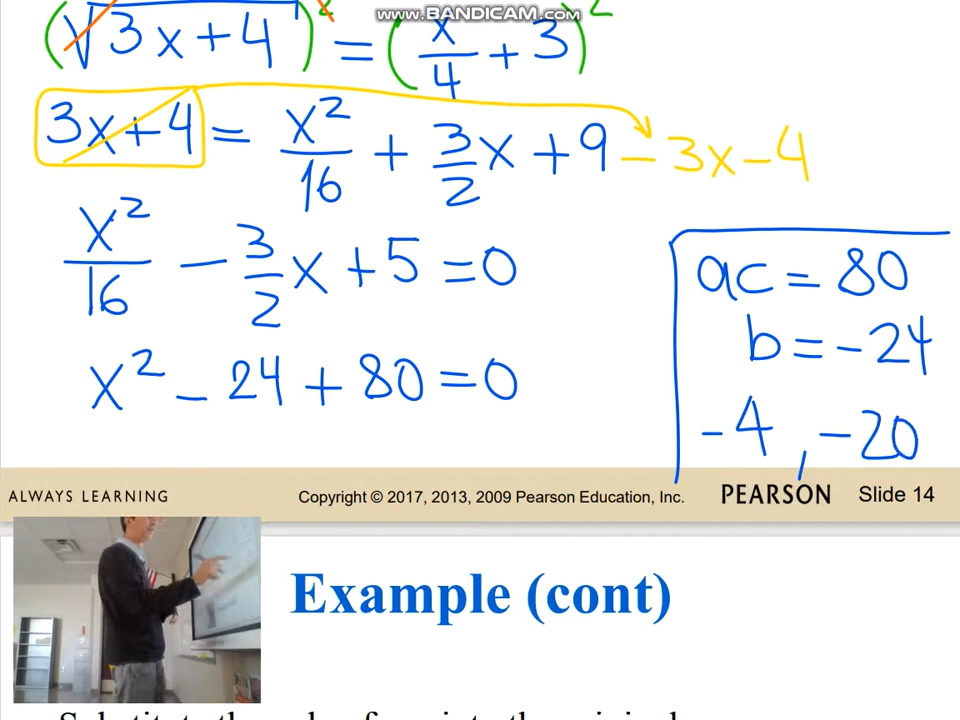 www.BANDICAM.com
(√3x+4)² = (x/4 + 3)²
3x+4 = x²/16 + 3/2x + 9 - 3x - 4
x²/16 - 3/2x + 5 = 0
x² - 24 + 80 = 0
ac = 80
b = -24
-4, -20
ALWAYS LEARNING Copyright © 2017, 2013, 2009 Pearson Education, Inc. PEARSON Slide 14
Example (cont)